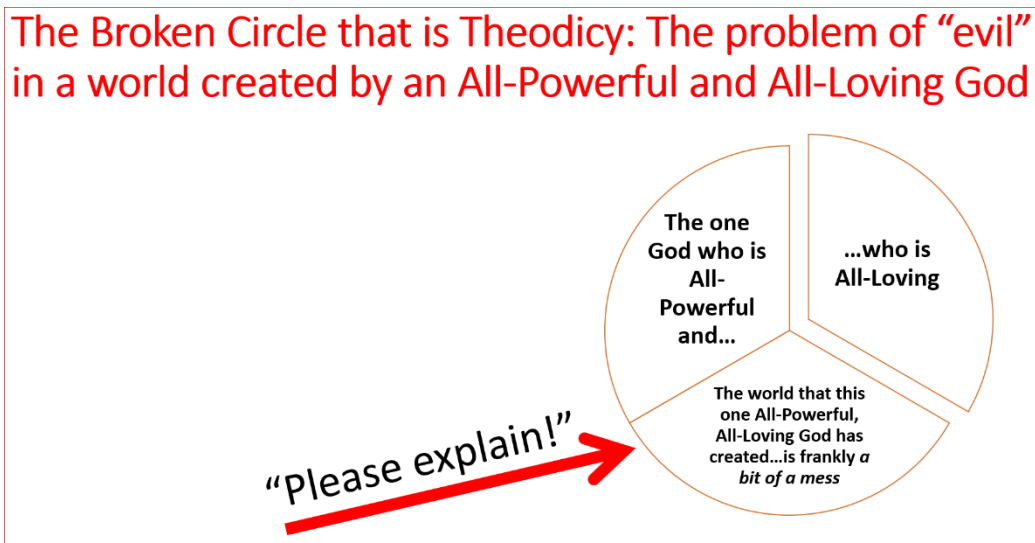 The Broken Circle that is Theodicy: The problem of “evil”
in a world created by an All-Powerful and All-Loving God
The one
God who is
All-
Powerful
and...
...who is
All-Loving
The world that this
one All-Powerful,
All-Loving God has
created...is frankly a
bit of a mess
“Please explain!”